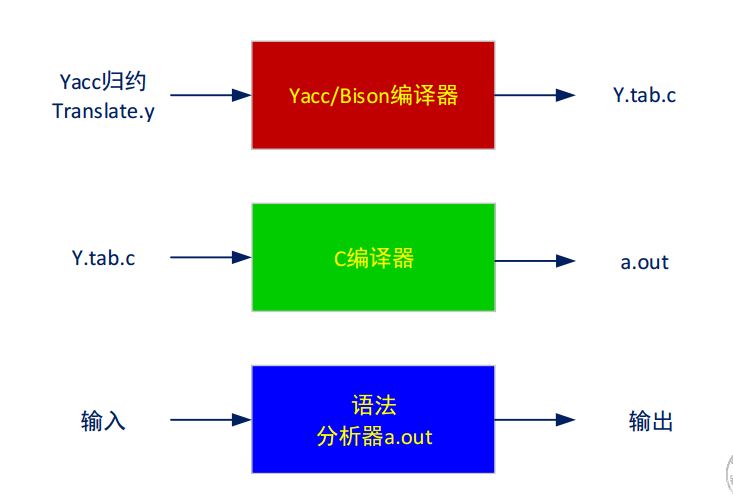 Yacc归约
Translate.y
Yacc/Bison编译器
Y.tab.c
Y.tab.c
C编译器
a.out
输入
语法
分析器a.out
输出